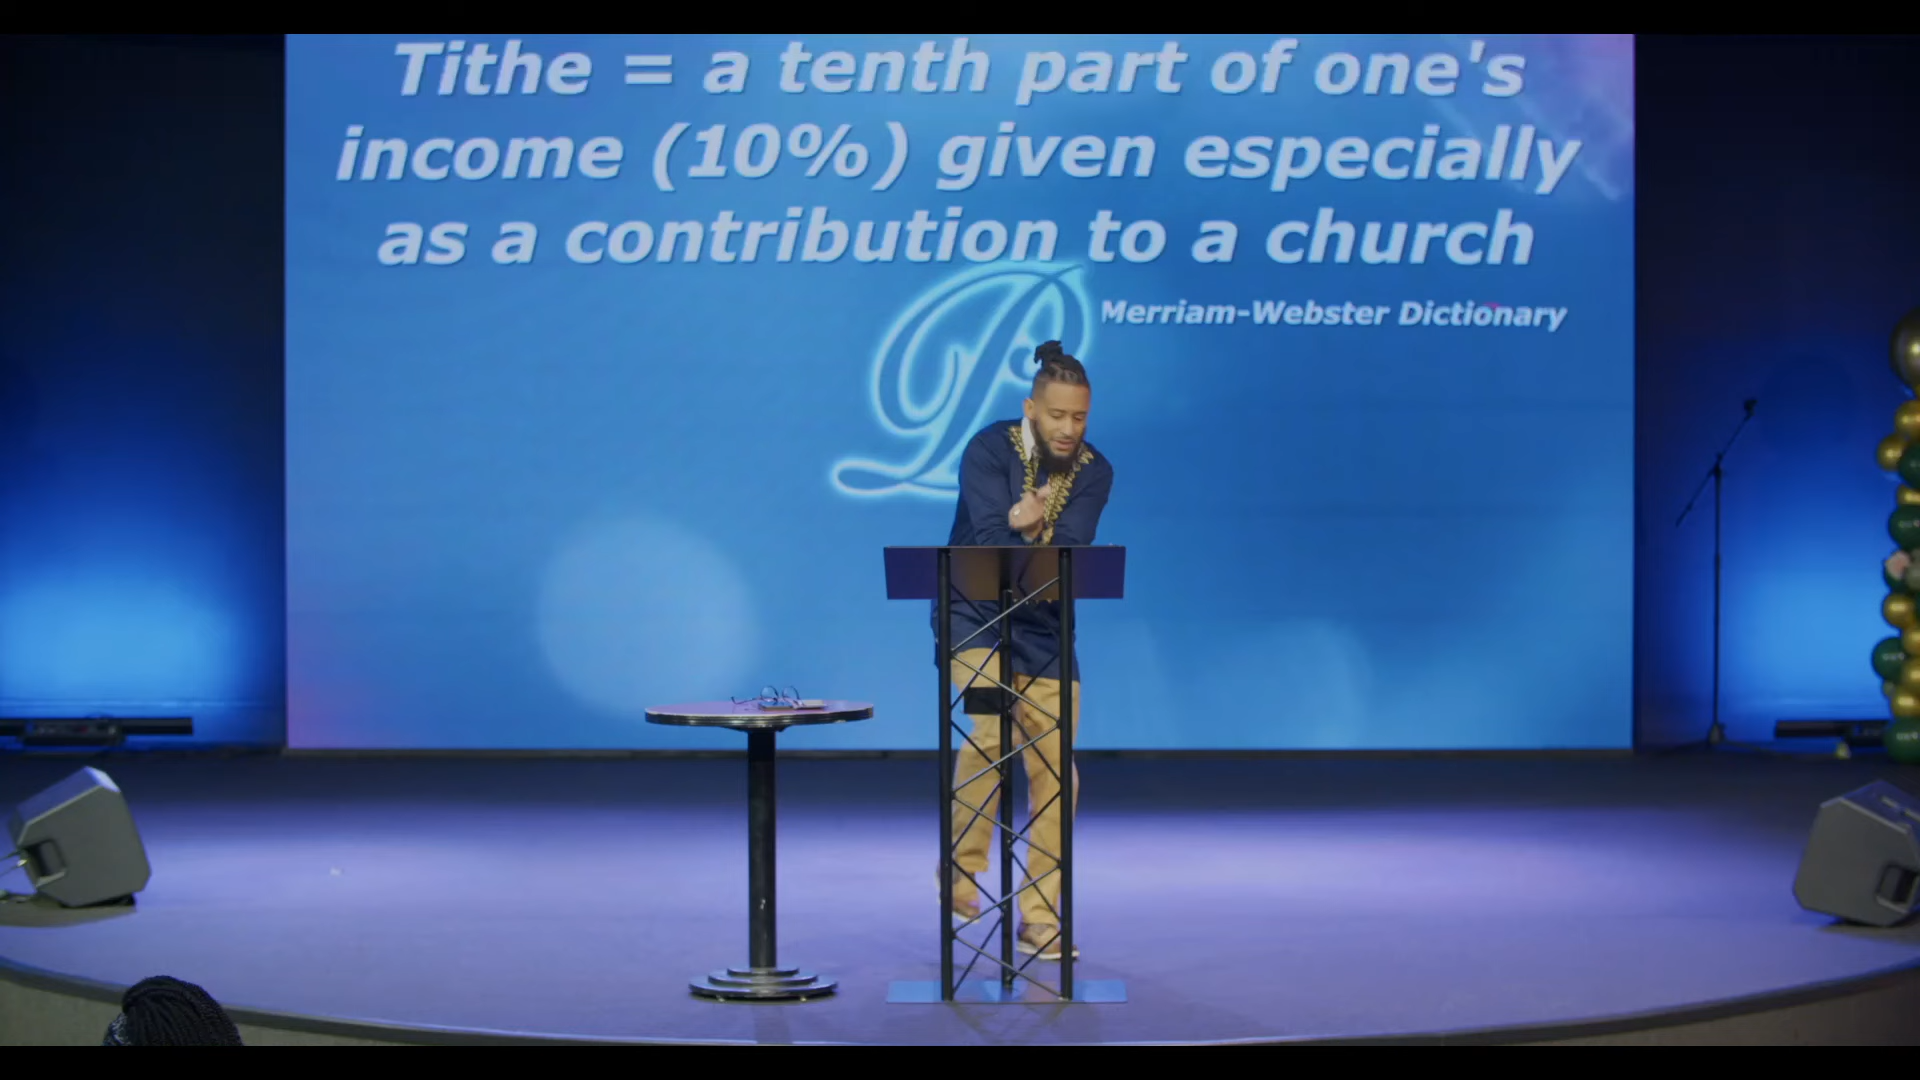 Tithe = a tenth part of one's
income (10%) given especially
as a contribution to a church
Merriam-Webster Dictionary